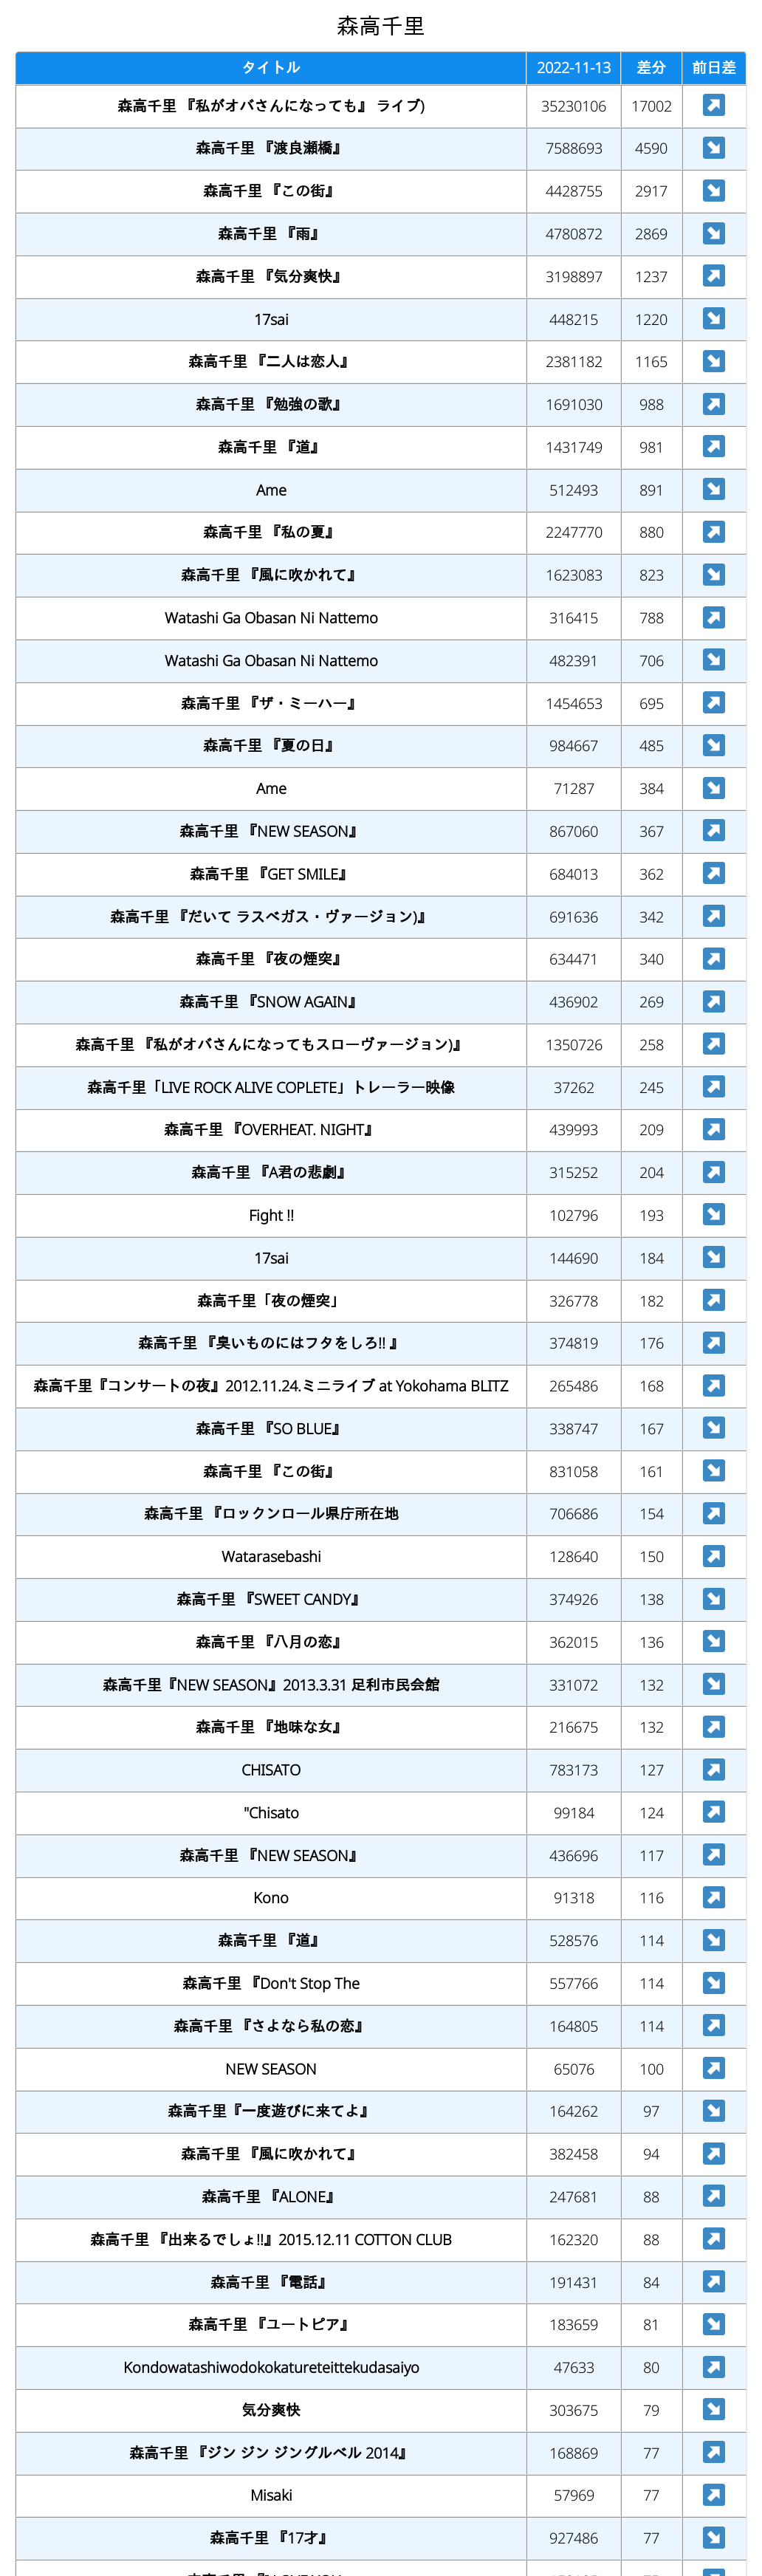 森高千里
タイトル 2022-11-13 差分 前日差
森高千里 『私がオバさんになっても』 ライブ) 35230106 17002
森高千里 『渡良瀬橋』 7588693 4590
森高千里 『この街』 4428755 2917
森高千里 『雨』 4780872 2869
森高千里 『気分爽快』 3198897 1237
17sai 448215 1220
森高千里 『二人は恋人』 2381182 1165
森高千里 『勉強の歌』 1691030 988
森高千里 『道』 1431749 981
Ame 512493 891
森高千里 『私の夏』 2247770 880
森高千里 『風に吹かれて』 1623083 823
Watashi Ga Obasan Ni Nattemo 316415 788
Watashi Ga Obasan Ni Nattemo 482391 706
森高千里 『ザ・ミーハー』 1454653 695
森高千里 『夏の日』 984667 485
Ame 71287 384
森高千里 『NEW SEASON』 867060 367
森高千里 『GET SMILE』 684013 362
森高千里 『だいて ラスベガス・ヴァージョン)』 691636 342
森高千里 『夜の煙突』 634471 340
森高千里 『SNOW AGAIN』 436902 269
森高千里 『私がオバさんになってもスローヴァージョン)』 1350726 258
森高千里「LIVE ROCK ALIVE COPLETE」トレーラー映像 37262 245
森高千里 『OVERHEAT. NIGHT』 439993 209
森高千里 『A君の悲劇』 315252 204
Fight !! 102796 193
17sai 144690 184
森高千里「夜の煙突」 326778 182
森高千里 『臭いものにはフタをしろ!! 』 374819 176
森高千里『コンサートの夜』2012.11.24.ミニライブ at Yokohama BLITZ 265486 168
森高千里 『SO BLUE』 338747 167
森高千里 『この街』 831058 161
森高千里 『ロックンロール県庁所在地 706686 154
Watarasebashi 128640 150
森高千里 『SWEET CANDY』 374926 138
森高千里 『八月の恋』 362015 136
森高千里『NEW SEASON』2013.3.31 足利市民会館 331072 132
森高千里 『地味な女』 216675 132
CHISATO 783173 127
"Chisato 99184 124
森高千里 『NEW SEASON』 436696 117
Kono 91318 116
森高千里 『道』 528576 114
森高千里 『Don't Stop The 557766 114
森高千里 『さよなら私の恋』 164805 114
NEW SEASON 65076 100
森高千里『一度遊びに来てよ』 164262 97
森高千里 『風に吹かれて』 382458 94
森高千里 『ALONE』 247681 88
森高千里 『出来るでしょ!!』2015.12.11 COTTON CLUB 162320 88
森高千里 『電話』 191431 84
森高千里 『ユートピア』 183659 81
Kondowatashiwodokokatureteittekudasaiyo 47633 80
気分爽快 303675 79
森高千里 『ジン ジン ジングルベル 2014』 168869 77
Misaki 57969 77
森高千里 『17才』 927486 77